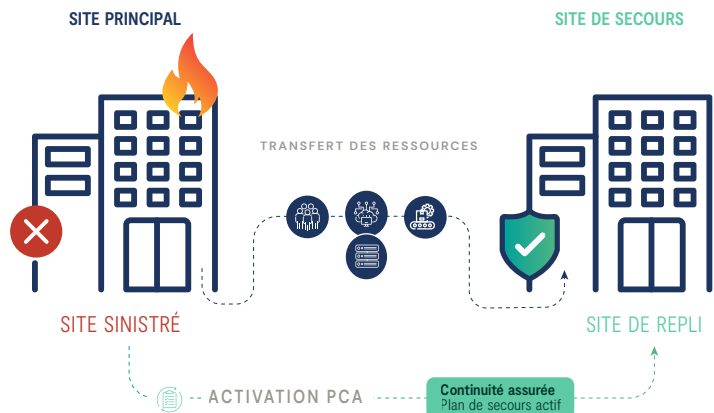 SITE PRINCIPAL
SITE DE SECOURS
TRANSFERT DES RESSOURCES
SITE SINISTRÉ
SITE DE REPLI
ACTIVATION PCA
Continuité assurée
Plan de secours actif